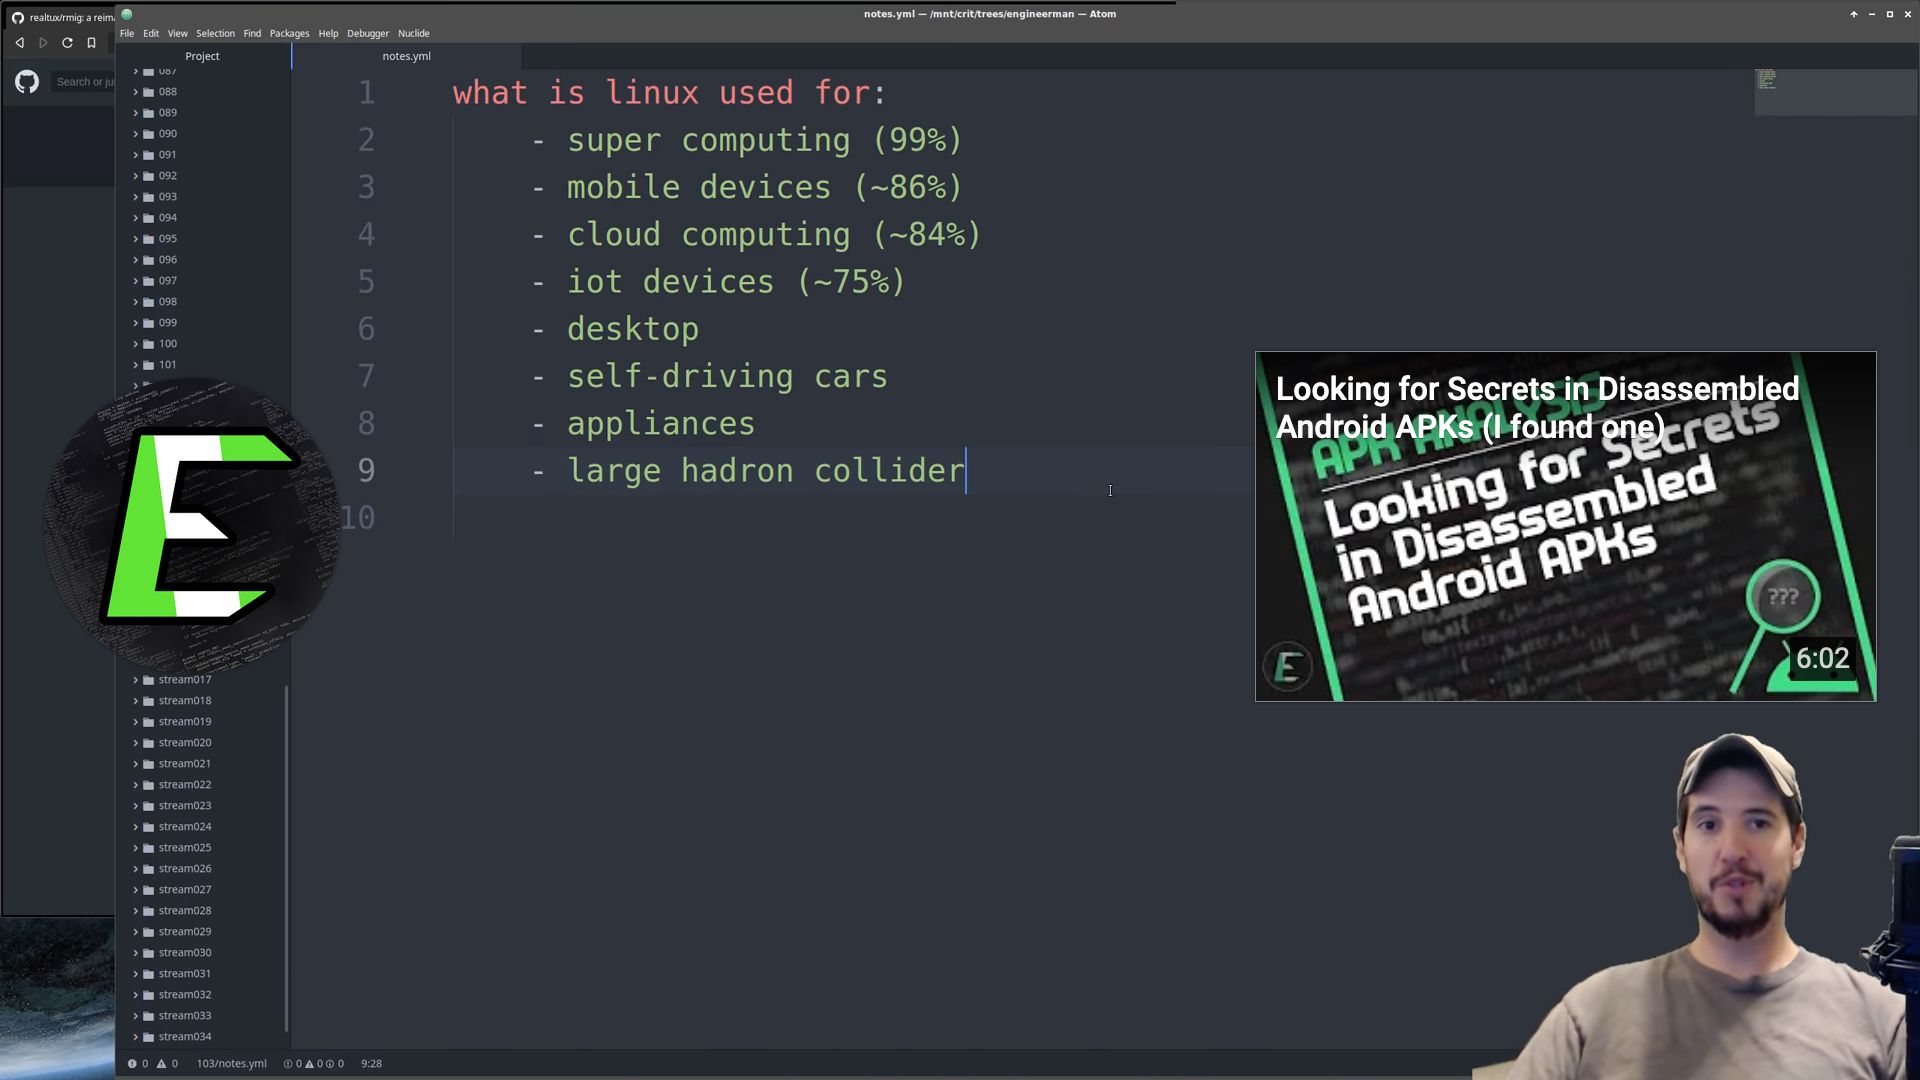 realtux/rmig: a reima
notes.yml — /mnt/crit/trees/engineerman — Atom
File Edit View Selection Find Packages Help Debugger Nuclide
Search or ju
Project
notes.yml
087
088
089
090
091
092
093
094
095
096
097
098
099
100
101
1 what is linux used for:
2 - super computing (99%)
3 - mobile devices (~86%)
4 - cloud computing (~84%)
5 - iot devices (~75%)
6 - desktop
7 - self-driving cars
8 - appliances
9 - large hadron collider
10
E
Looking for Secrets in Disassembled
Android APKs (I found one)
APK ANALYSIS
Looking for Secrets
in Disassembled
Android APKs
???
E
6:02
stream017
stream018
stream019
stream020
stream021
stream022
stream023
stream024
stream025
stream026
stream027
stream028
stream029
stream030
stream031
stream032
stream033
stream034
0 0 103/notes.yml 0 0 0 9:28